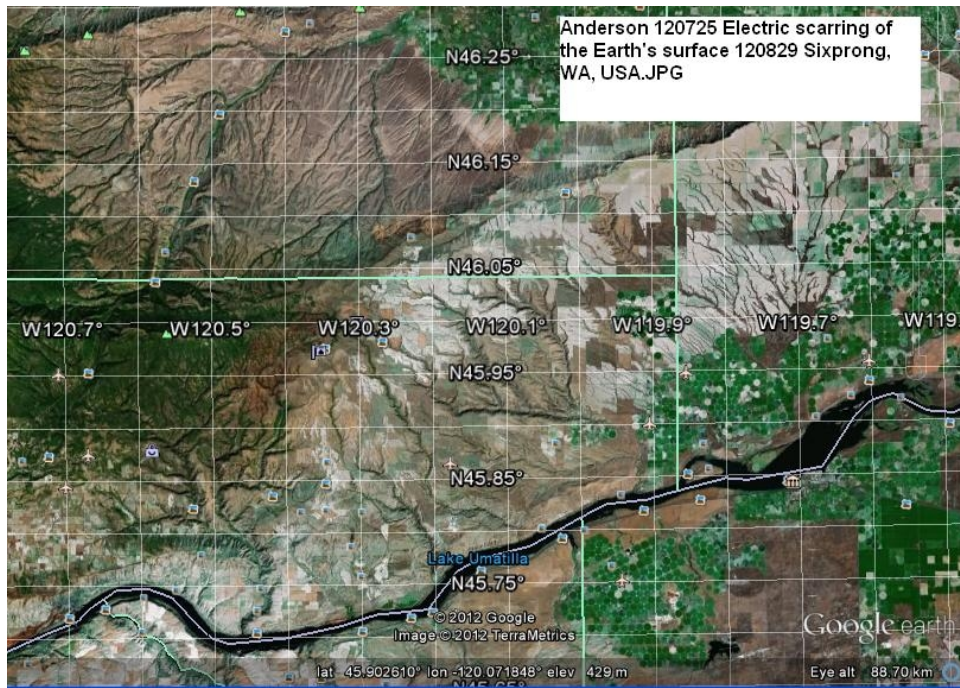 Anderson 120725 Electric scarring of
the Earth's surface 120829 Sixprong,
WA, USA.JPG
N46.25°
N46.15°
N46.05°
W120.7° W120.5° W120.3° W120.1° W119.9° W119.7° W119.
N45.95°
N45.85°
Lake Umatilla
N45.75°
© 2012 Google
Image © 2012 TerraMetrics
Google earth
lat 45.902610° lon -120.071848° elev 429 m Eye alt 88.70 km
N45.65°